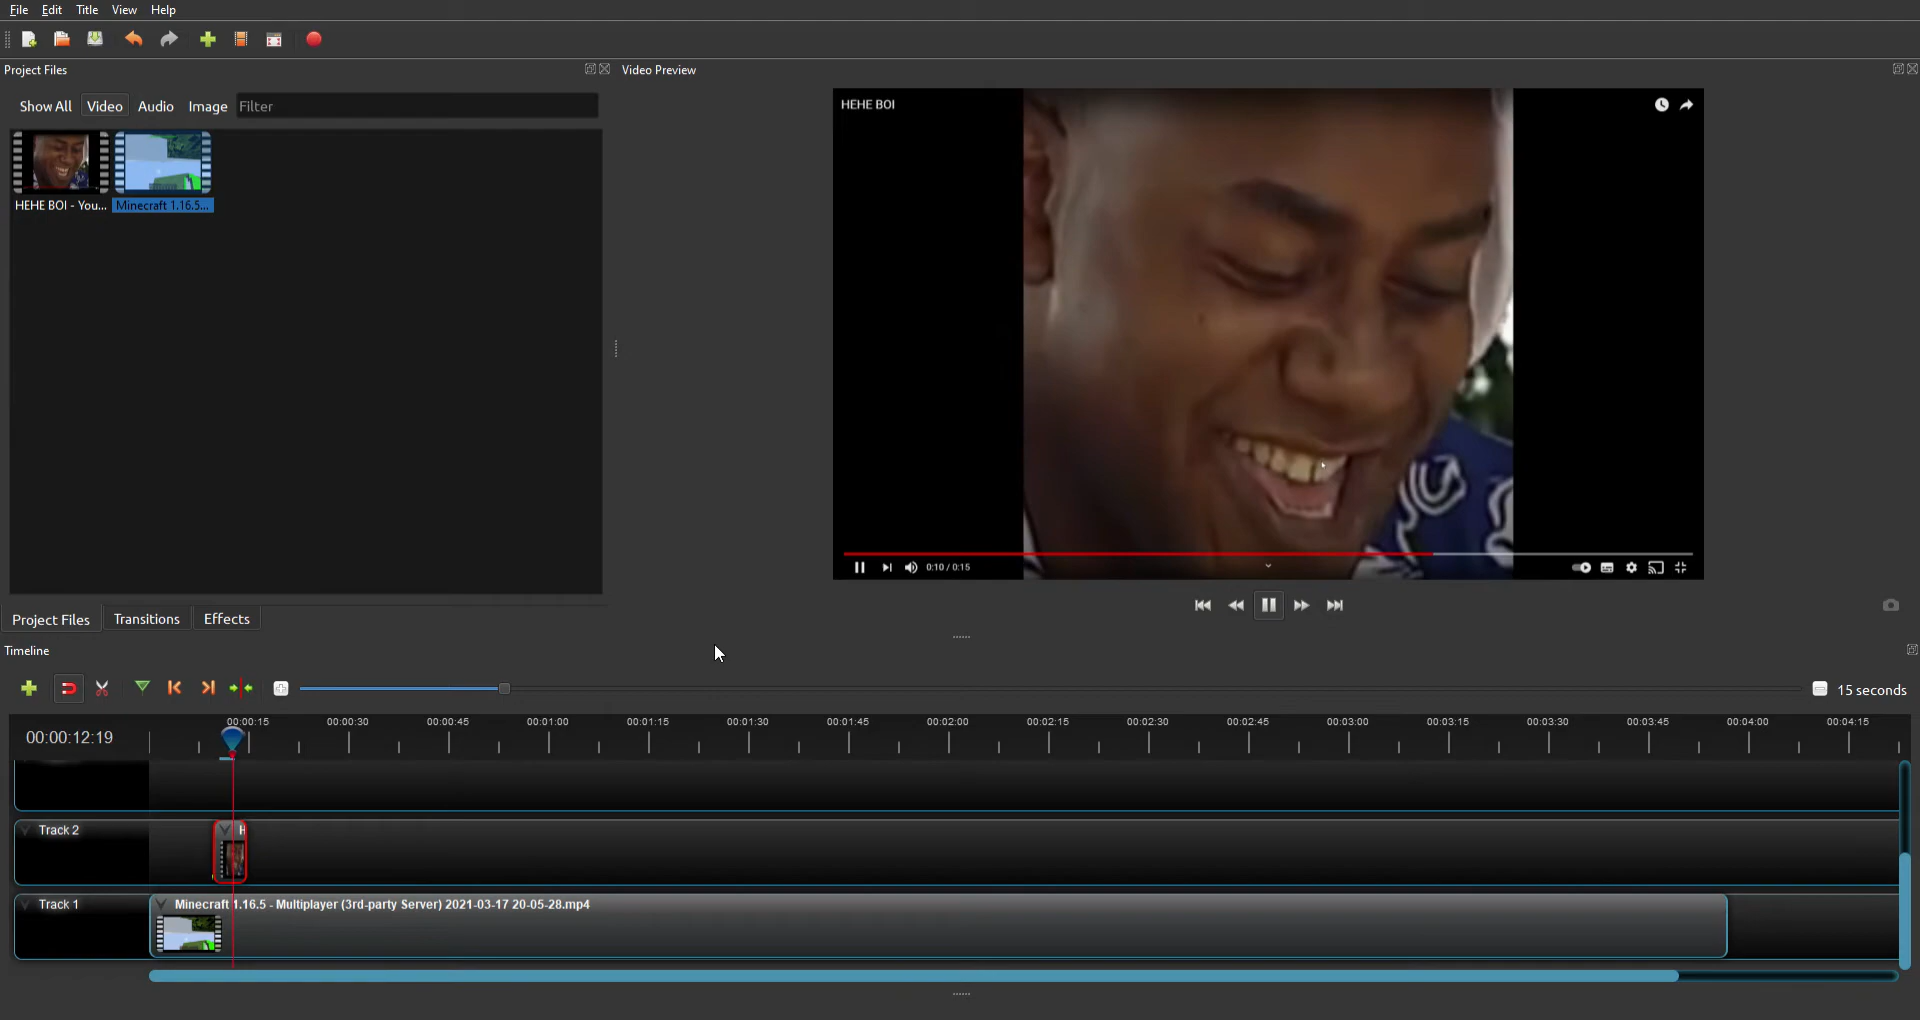 File Edit Title View Help
Project Files
Video Preview
Show All Video Audio Image Filter
HEHE BOI - You... Minecraft 1.16.5...
HEHE BOI
0:10 / 0:15
Project Files Transitions Effects
Timeline
15 seconds
00:00:12:19
00:00:15 00:00:30 00:00:45 00:01:00 00:01:15 00:01:30 00:01:45 00:02:00 00:02:15 00:02:30 00:02:45 00:03:00 00:03:15 00:03:30 00:03:45 00:04:00 00:04:15
Track 2 H
Track 1 Minecraft 1.16.5 - Multiplayer (3rd-party Server) 2021-03-17 20-05-28.mp4